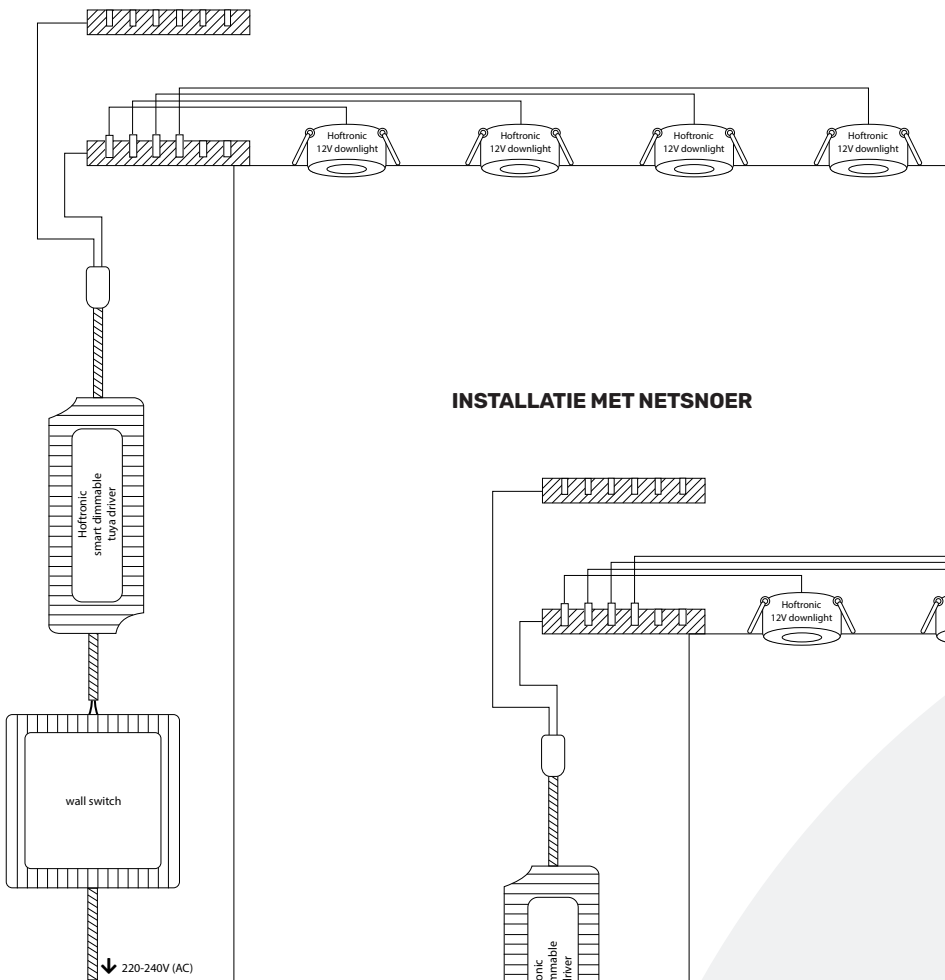 Hoftronic
12V downlight
Hoftronic
12V downlight
Hoftronic
12V downlight
Hoftronic
12V downlight
INSTALLATIE MET NETSNOER
Hoftronic
smart dimmable
tuya driver
Hoftronic
12V downlight
wall switch
220-240V (AC)